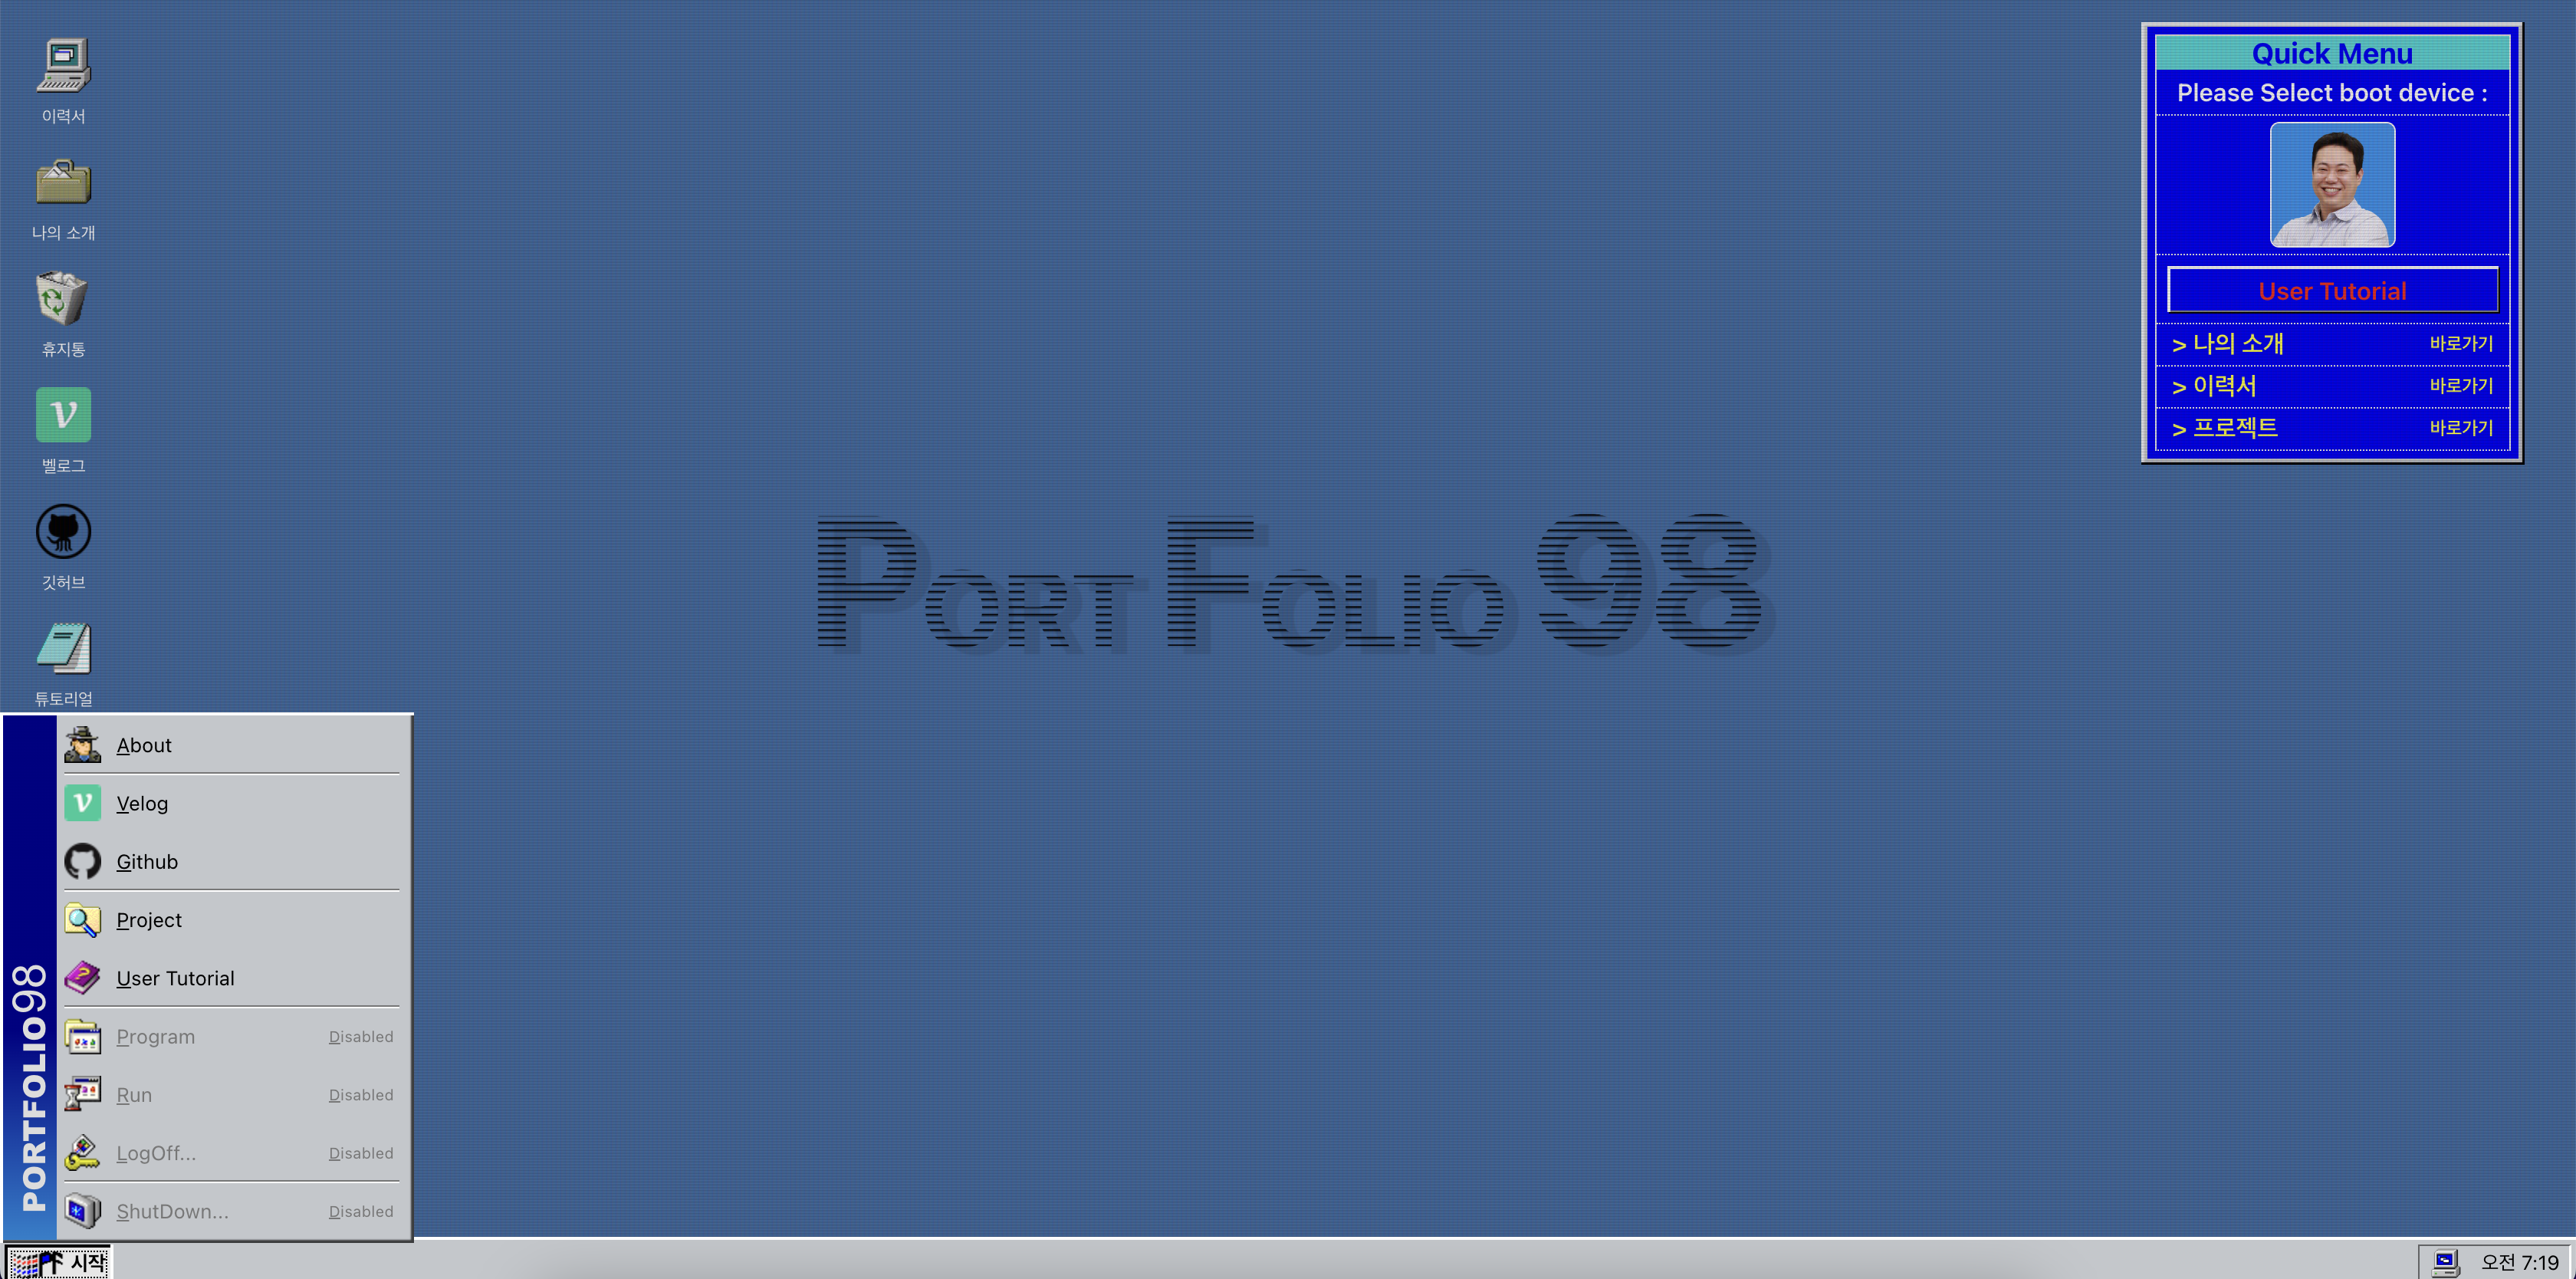 이력서
나의 소개
휴지통
벨로그
깃허브
튜토리얼
Quick Menu
Please Select boot device :
User Tutorial
> 나의 소개 바로가기
> 이력서 바로가기
> 프로젝트 바로가기
PORT FOLIO 98
About
Velog
Github
Project
User Tutorial
Program Disabled
Run Disabled
LogOff... Disabled
ShutDown... Disabled
PORTFOLIO98
시작
오전 7:19